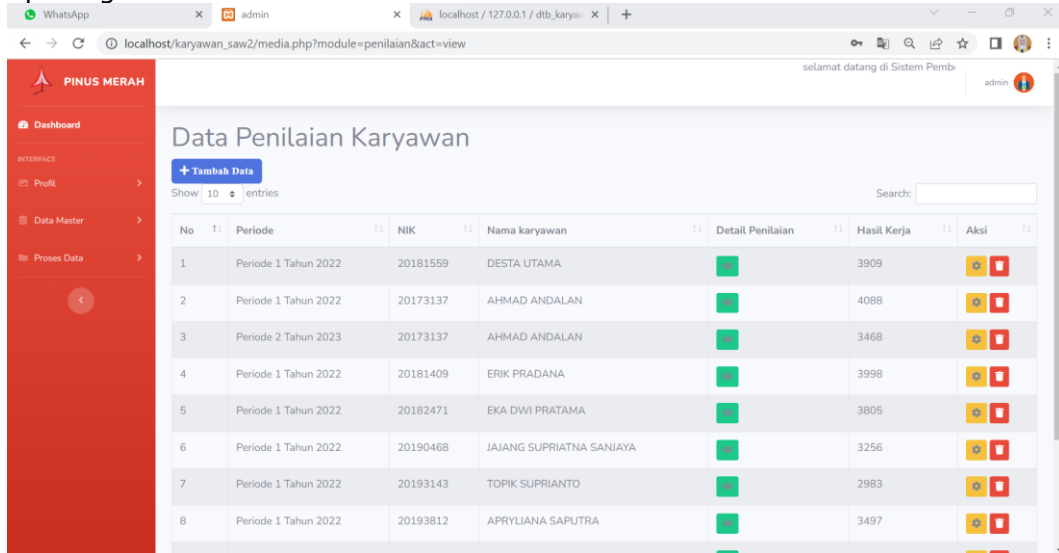 WhatsApp
admin
localhost / 127.0.0.1 / dtb_karyaw
localhost/karyawan_saw2/media.php?module=penilaian&act=view
PINUS MERAH
selamat datang di Sistem Pemb
admin
Dashboard
INTERFACE
Profil
Data Master
Proses Data
Data Penilaian Karyawan
Tambah Data
Show 10 entries
Search:
No Periode NIK Nama karyawan Detail Penilaian Hasil Kerja Aksi
1 Periode 1 Tahun 2022 20181559 DESTA UTAMA 3909
2 Periode 1 Tahun 2022 20173137 AHMAD ANDALAN 4088
3 Periode 2 Tahun 2023 20173137 AHMAD ANDALAN 3468
4 Periode 1 Tahun 2022 20181409 ERIK PRADANA 3998
5 Periode 1 Tahun 2022 20182471 EKA DWI PRATAMA 3805
6 Periode 1 Tahun 2022 20190468 JAJANG SUPRIATNA SANJAYA 3256
7 Periode 1 Tahun 2022 20193143 TOPIK SUPRIANTO 2983
8 Periode 1 Tahun 2022 20193812 APRYLIANA SAPUTRA 3497